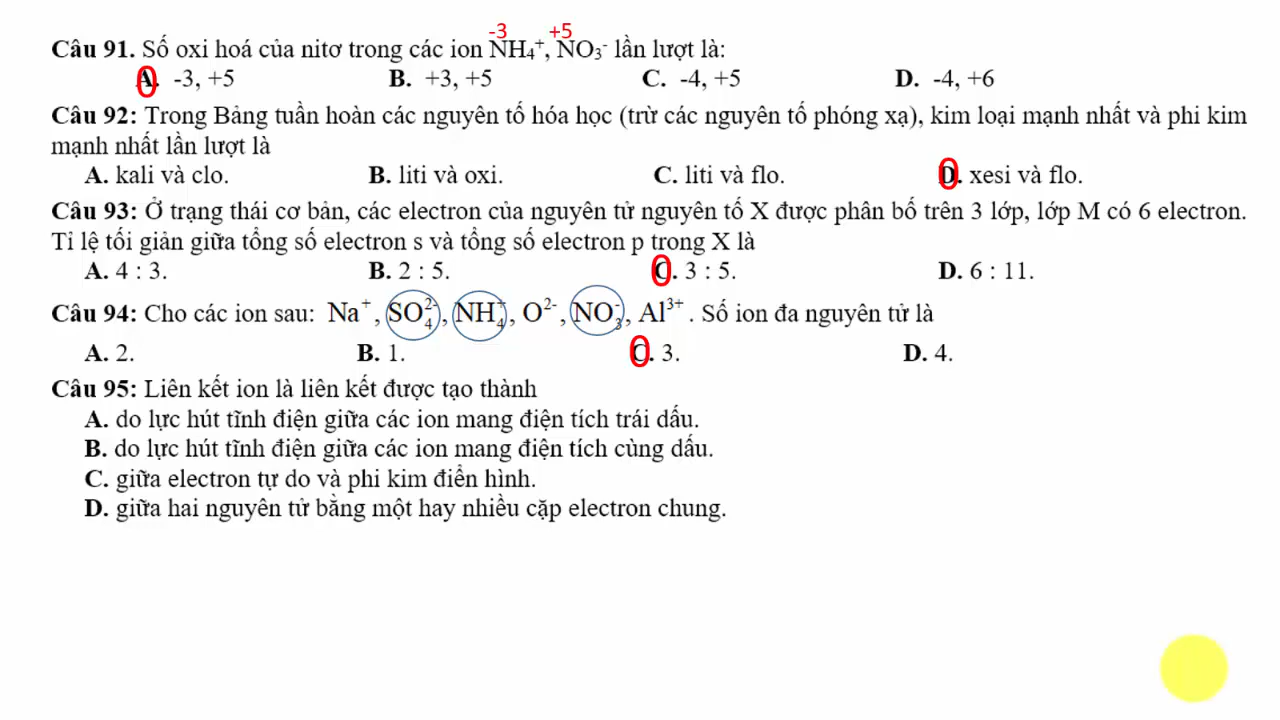 -3 +5
Câu 91. Số oxi hoá của nitơ trong các ion NH₄⁺, NO₃⁻ lần lượt là:
A. -3, +5 B. +3, +5 C. -4, +5 D. -4, +6
Câu 92: Trong Bảng tuần hoàn các nguyên tố hóa học (trừ các nguyên tố phóng xạ), kim loại mạnh nhất và phi kim
mạnh nhất lần lượt là
A. kali và clo. B. liti và oxi. C. liti và flo. D. xesi và flo.
Câu 93: Ở trạng thái cơ bản, các electron của nguyên tử nguyên tố X được phân bố trên 3 lớp, lớp M có 6 electron.
Tỉ lệ tối giản giữa tổng số electron s và tổng số electron p trong X là
A. 4 : 3. B. 2 : 5. C. 3 : 5. D. 6 : 11.
Câu 94: Cho các ion sau: Na⁺, SO₄²⁻, NH₄⁺, O²⁻, NO₃⁻, Al³⁺. Số ion đa nguyên tử là
A. 2. B. 1. C. 3. D. 4.
Câu 95: Liên kết ion là liên kết được tạo thành
A. do lực hút tĩnh điện giữa các ion mang điện tích trái dấu.
B. do lực hút tĩnh điện giữa các ion mang điện tích cùng dấu.
C. giữa electron tự do và phi kim điển hình.
D. giữa hai nguyên tử bằng một hay nhiều cặp electron chung.